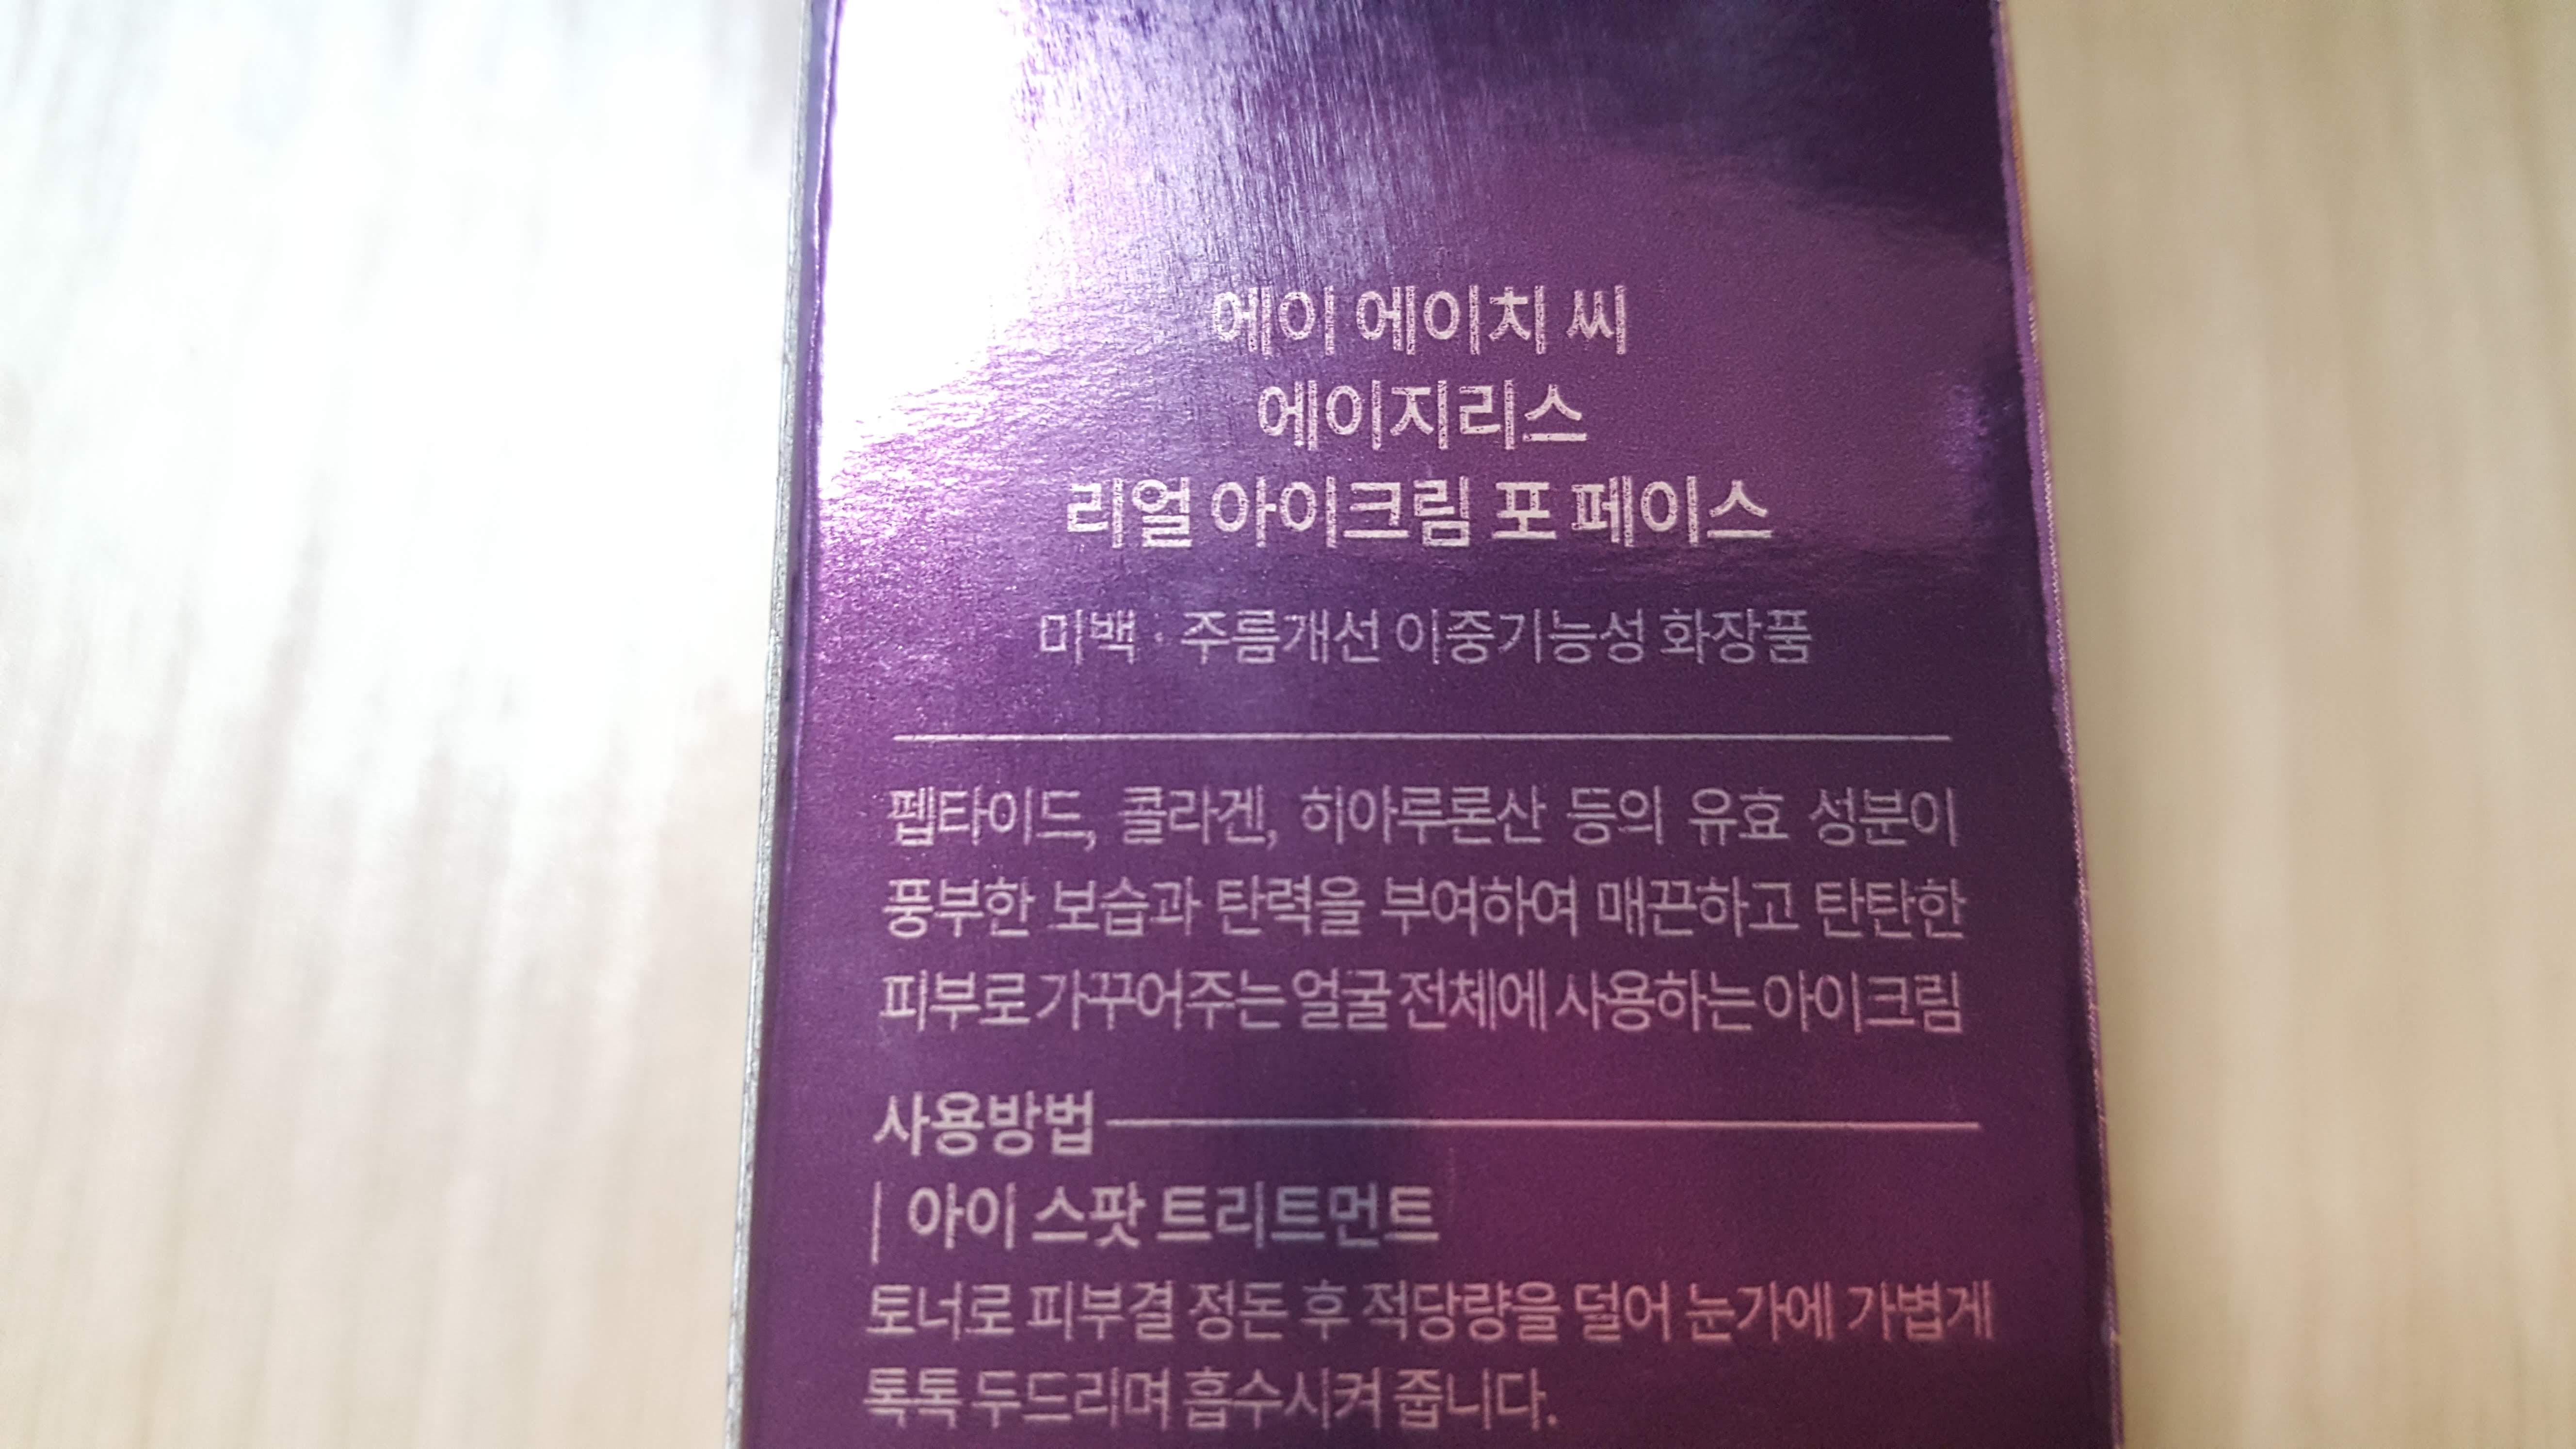 에이 에이치 씨
에이지리스
리얼 아이크림 포 페이스
미백 · 주름개선 이중기능성 화장품
펩타이드, 콜라겐, 히아루론산 등의 유효 성분이
풍부한 보습과 탄력을 부여하여 매끈하고 탄탄한
피부로 가꾸어주는 얼굴 전체에 사용하는 아이크림
사용방법
| 아이 스팟 트리트먼트
토너로 피부결 정돈 후 적당량을 덜어 눈가에 가볍게
톡톡 두드리며 흡수시켜 줍니다.